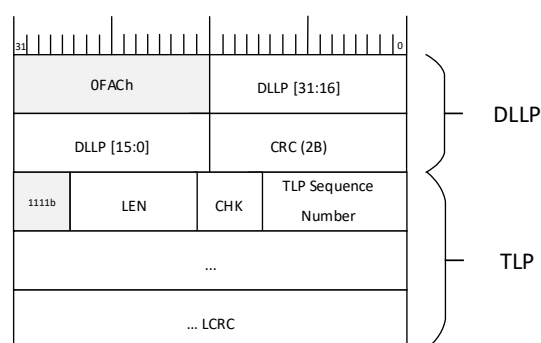 31 0
0FACh DLLP [31:16]
DLLP
DLLP [15:0] CRC (2B)
1111b LEN CHK TLP Sequence
Number
...
TLP
... LCRC